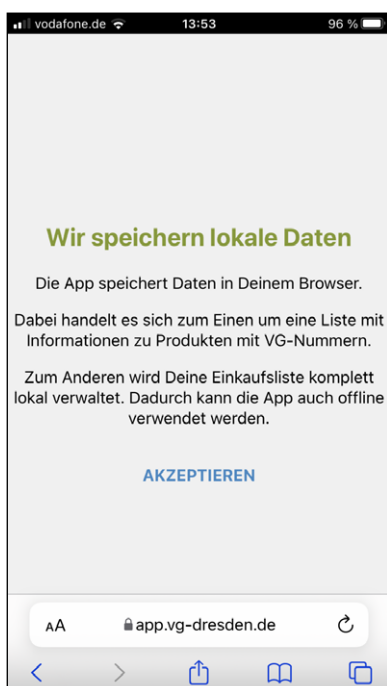 vodafone.de 13:53 96 %
Wir speichern lokale Daten
Die App speichert Daten in Deinem Browser.
Dabei handelt es sich zum Einen um eine Liste mit
Informationen zu Produkten mit VG-Nummern.
Zum Anderen wird Deine Einkaufsliste komplett
lokal verwaltet. Dadurch kann die App auch offline
verwendet werden.
AKZEPTIEREN
AA app.vg-dresden.de